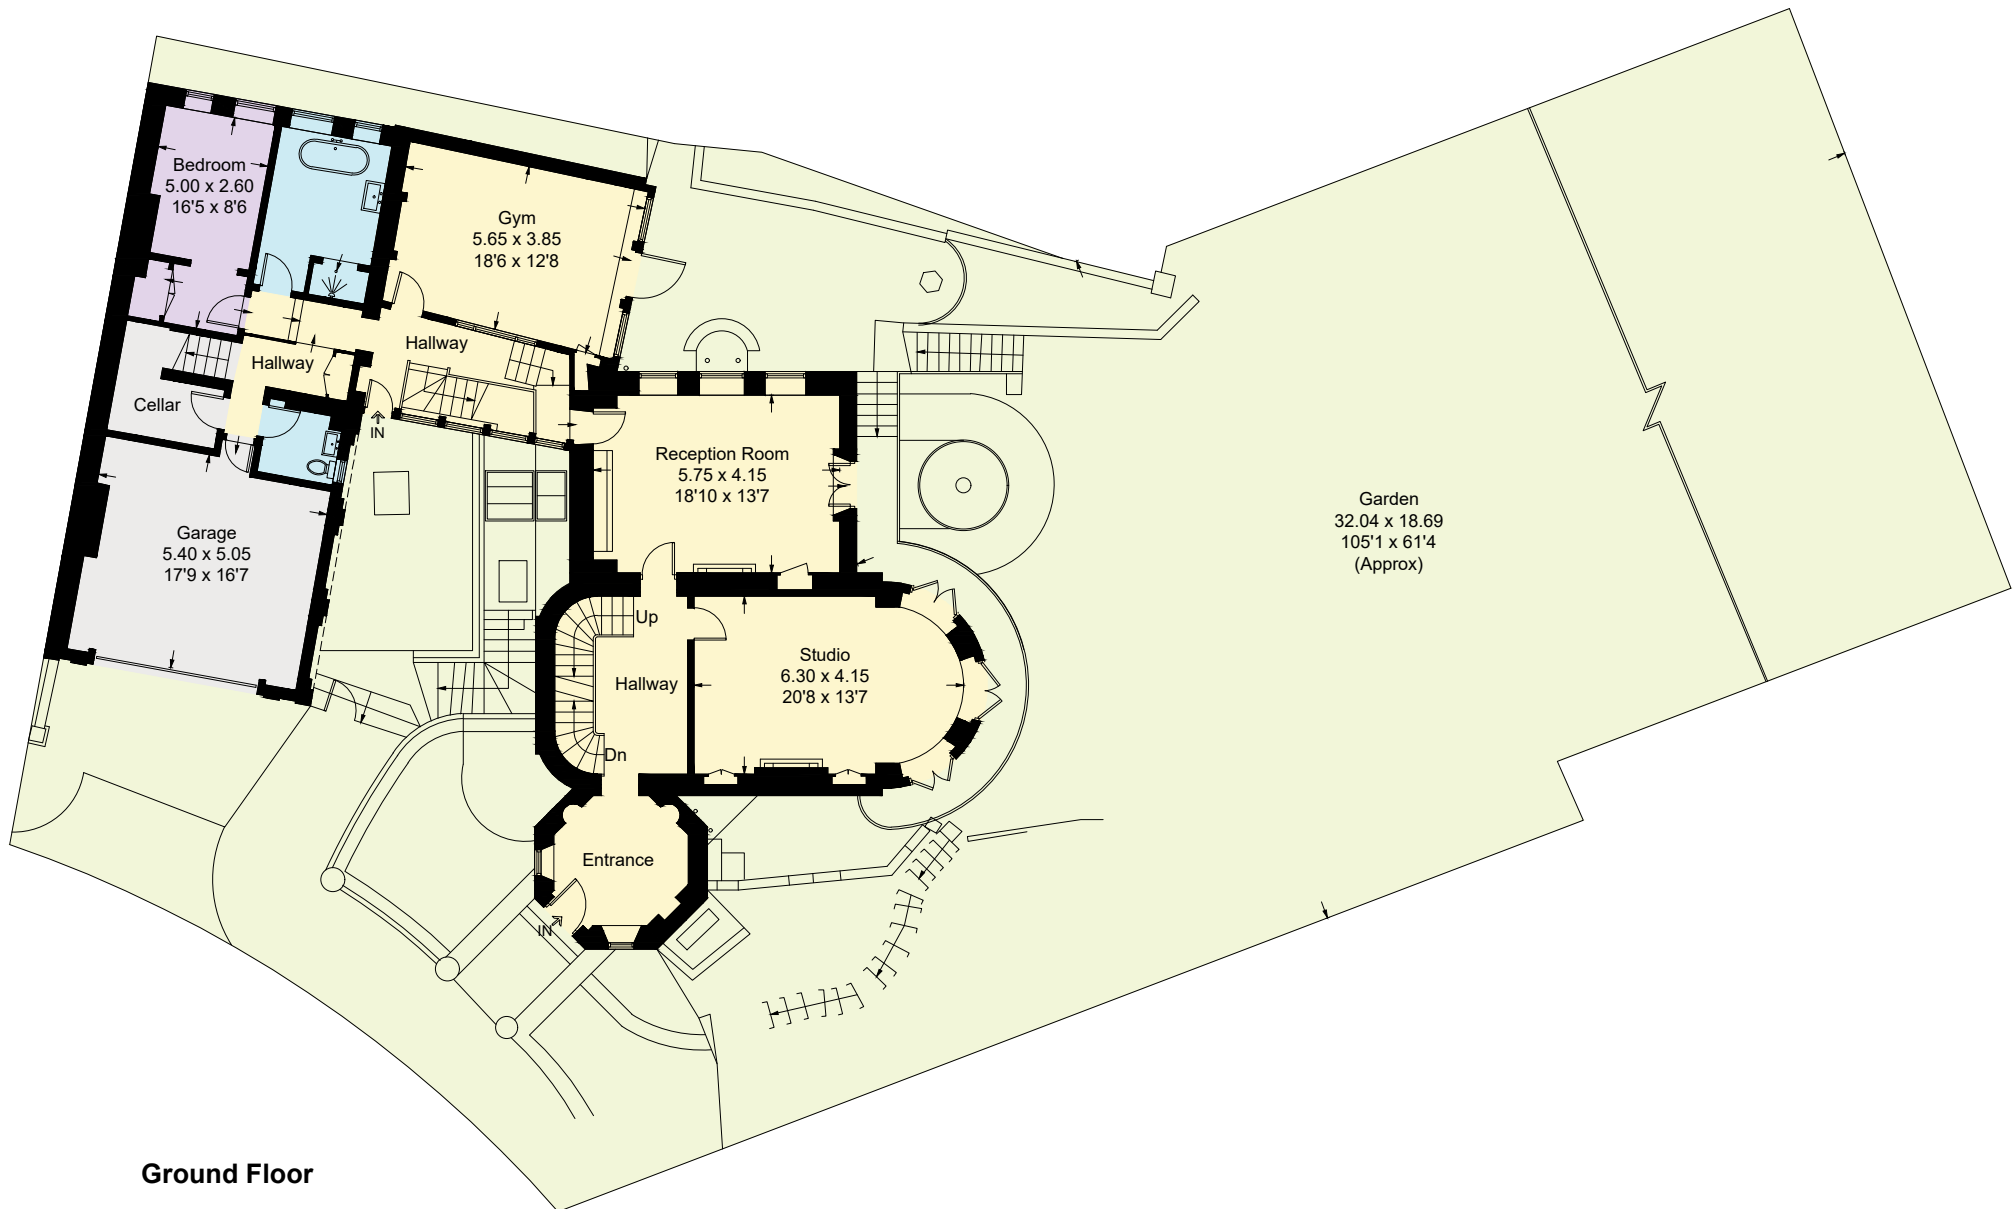 Bedroom
5.00 x 2.60
16'5 x 8'6
Gym
5.65 x 3.85
18'6 x 12'8
Hallway
Hallway
Cellar
IN
Reception Room
5.75 x 4.15
18'10 x 13'7
Garage
5.40 x 5.05
17'9 x 16'7
Garden
32.04 x 18.69
105'1 x 61'4
(Approx)
Up
Studio
6.30 x 4.15
20'8 x 13'7
Hallway
Dn
Entrance
IN
Ground Floor